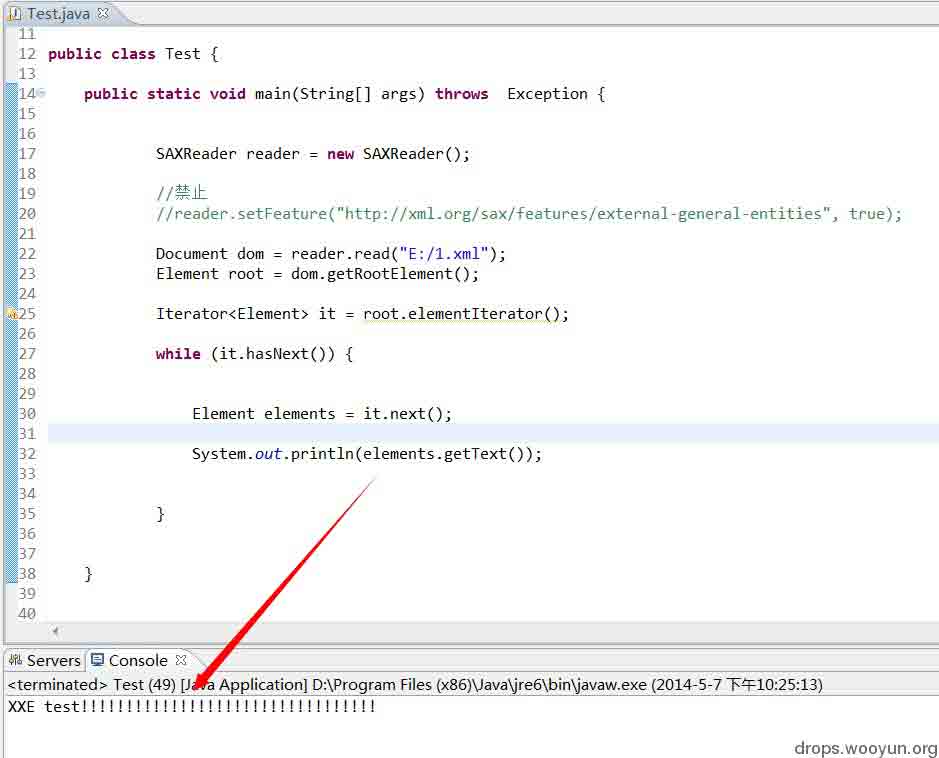 Test.java
11
12 public class Test {
13
14 public static void main(String[] args) throws  Exception {
15
16
17 SAXReader reader = new SAXReader();
18
19 //禁止
20 //reader.setFeature("http://xml.org/sax/features/external-general-entities", true);
21
22 Document dom = reader.read("E:/1.xml");
23 Element root = dom.getRootElement();
24
25 Iterator<Element> it = root.elementIterator();
26
27 while (it.hasNext()) {
28
29
30 Element elements = it.next();
31
32 System.out.println(elements.getText());
33
34
35 }
36
37
38 }
39
40
Servers Console
<terminated> Test (49) [Java Application] D:\Program Files (x86)\Java\jre6\bin\javaw.exe (2014-5-7 下午10:25:13)
XXE test!!!!!!!!!!!!!!!!!!!!!!!!!!!!!!!!!
drops.wooyun.org